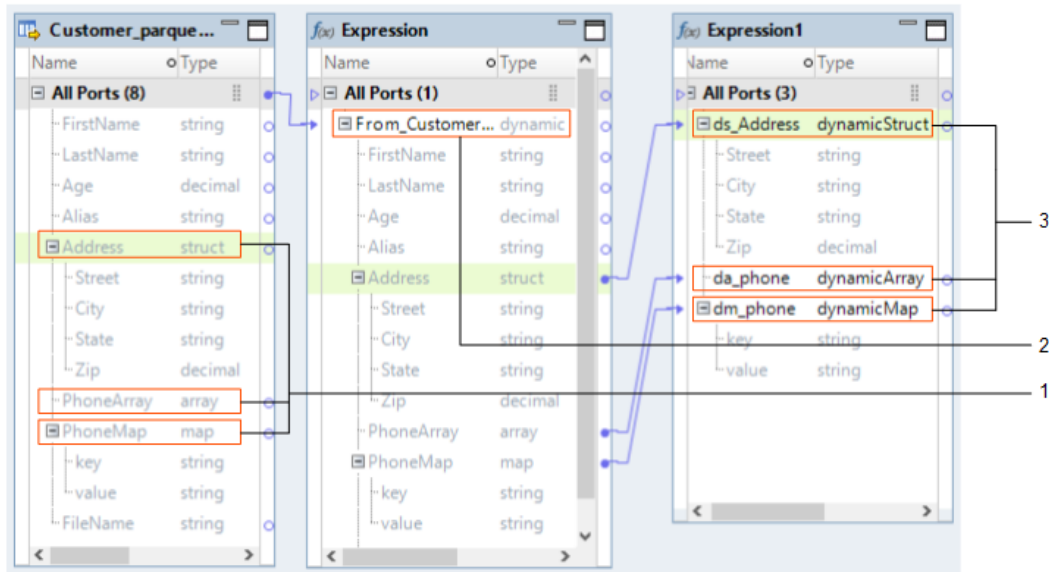 Customer_parque...
Name Type
All Ports (8)
FirstName string
LastName string
Age decimal
Alias string
Address struct
Street string
City string
State string
Zip decimal
PhoneArray array
PhoneMap map
key string
value string
FileName string
f(x) Expression
Name Type
All Ports (1)
From_Customer... dynamic
FirstName string
LastName string
Age decimal
Alias string
Address struct
Street string
City string
State string
Zip decimal
PhoneArray array
PhoneMap map
key string
value string
f(x) Expression1
Name Type
All Ports (3)
ds_Address dynamicStruct
Street string
City string
State string
Zip decimal
da_phone dynamicArray
dm_phone dynamicMap
key string
value string
3
2
1